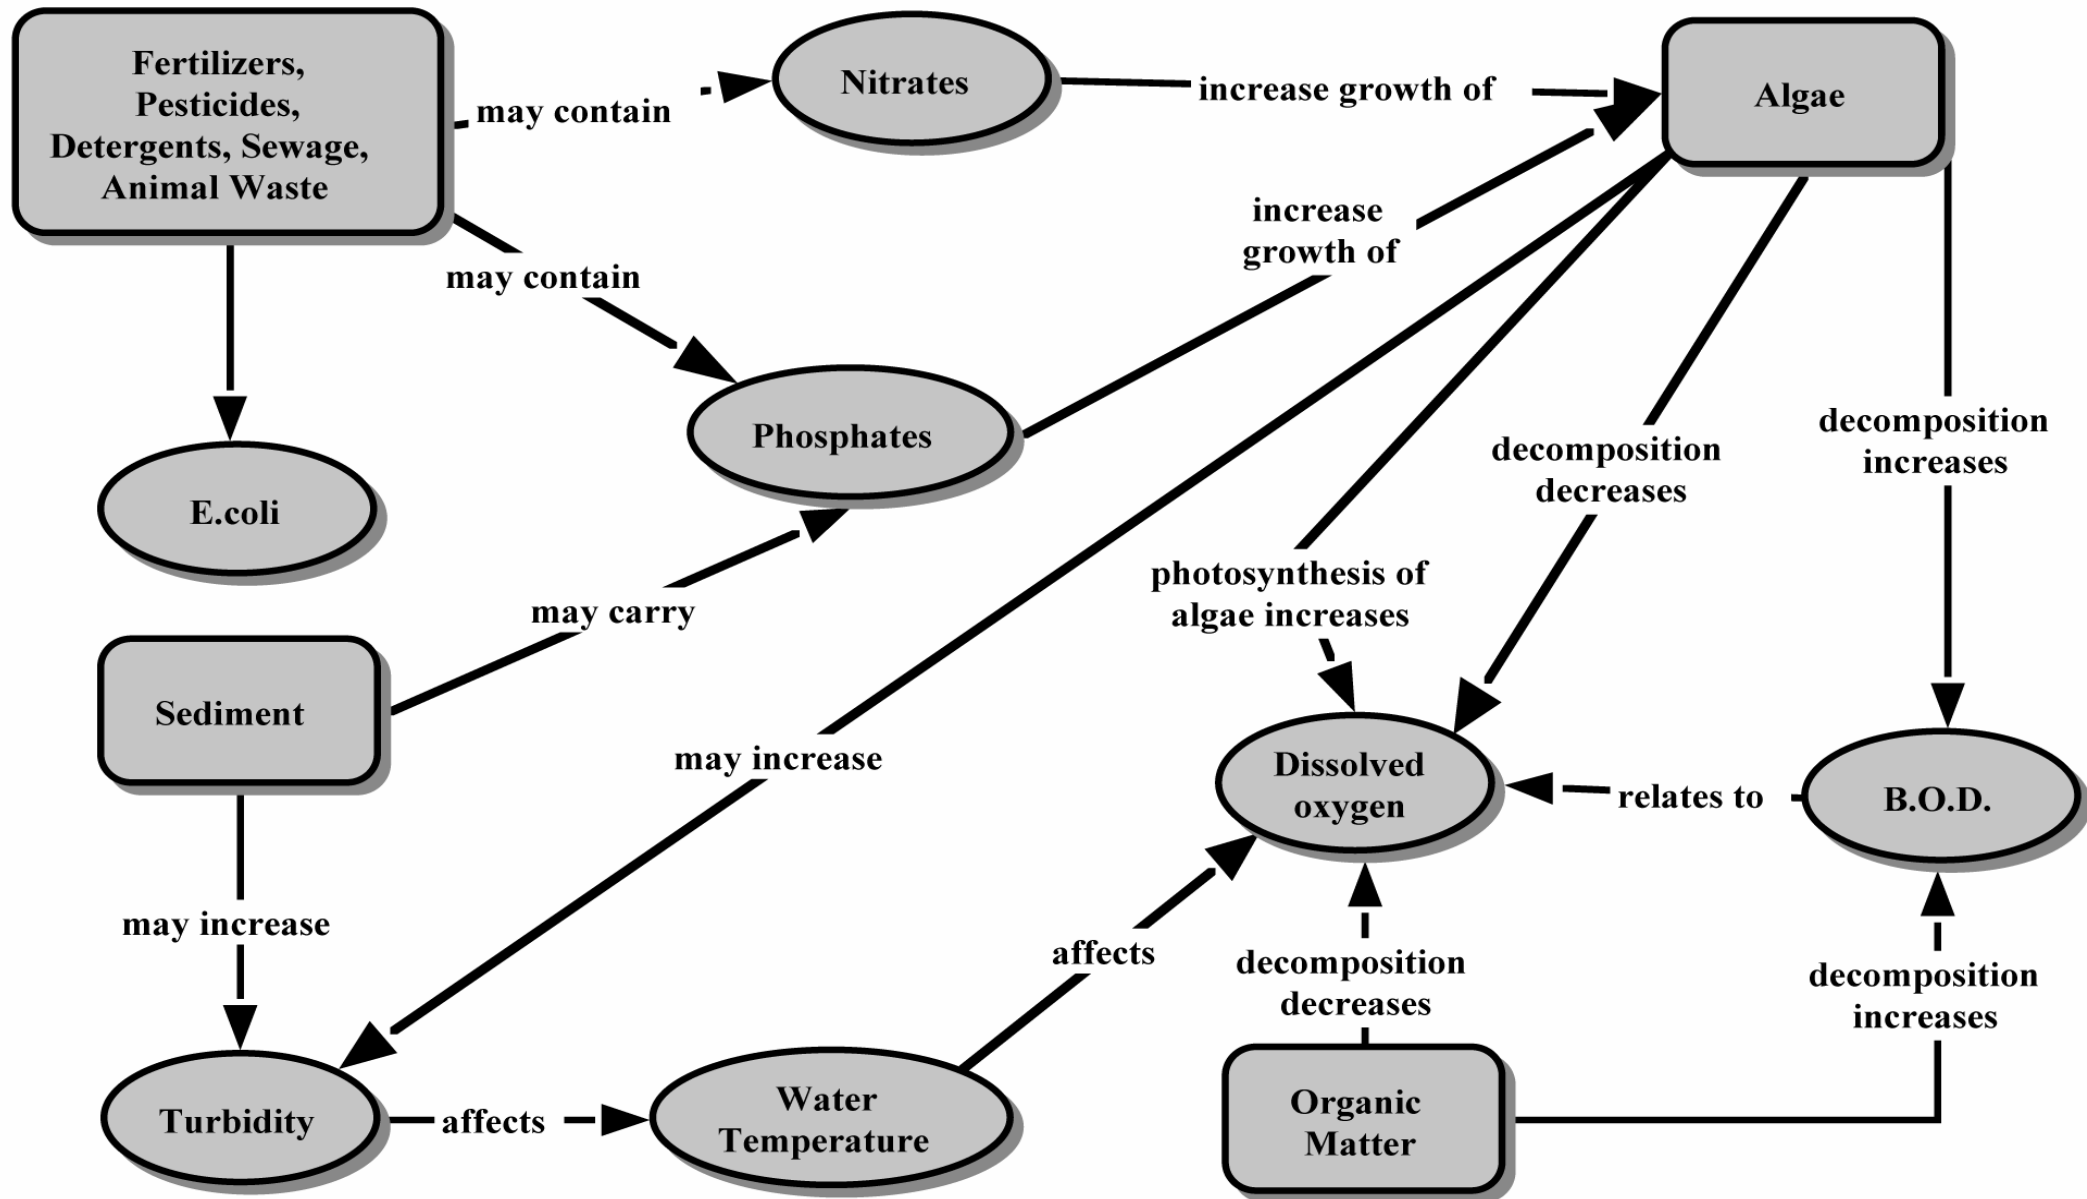 Fertilizers,
Pesticides,
Detergents, Sewage,
Animal Waste
may contain
Nitrates
increase growth of
Algae
may contain
increase
growth of
Phosphates
E.coli
decomposition
increases
decomposition
decreases
photosynthesis of
algae increases
may carry
Sediment
may increase
Dissolved
oxygen
relates to
B.O.D.
may increase
affects
decomposition
decreases
decomposition
increases
Turbidity
affects
Water
Temperature
Organic
Matter